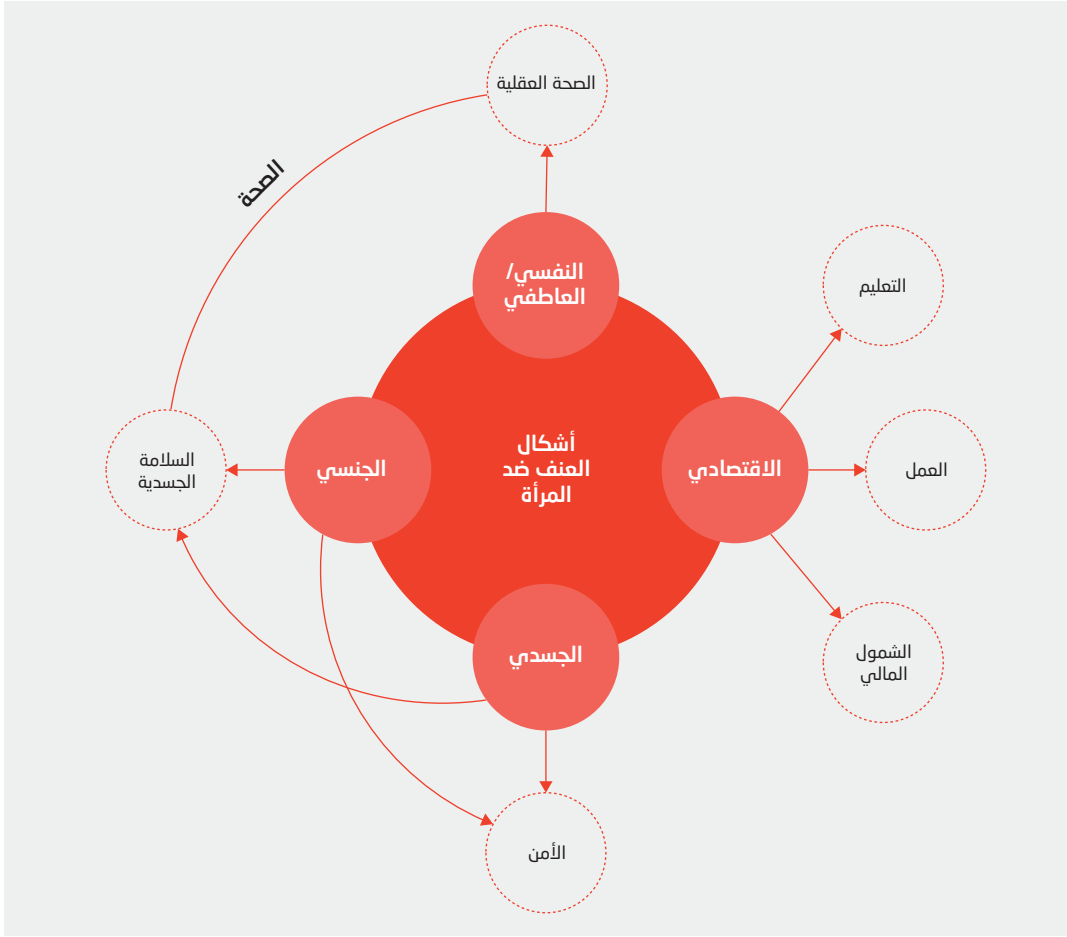 الصحة العقلية
الصحة
النفسي/
العاطفي
التعليم
أشكال
العنف ضد
المرأة
الاقتصادي
العمل
الجنسي
السلامة
الجسدية
الشمول
المالي
الجسدي
الأمن